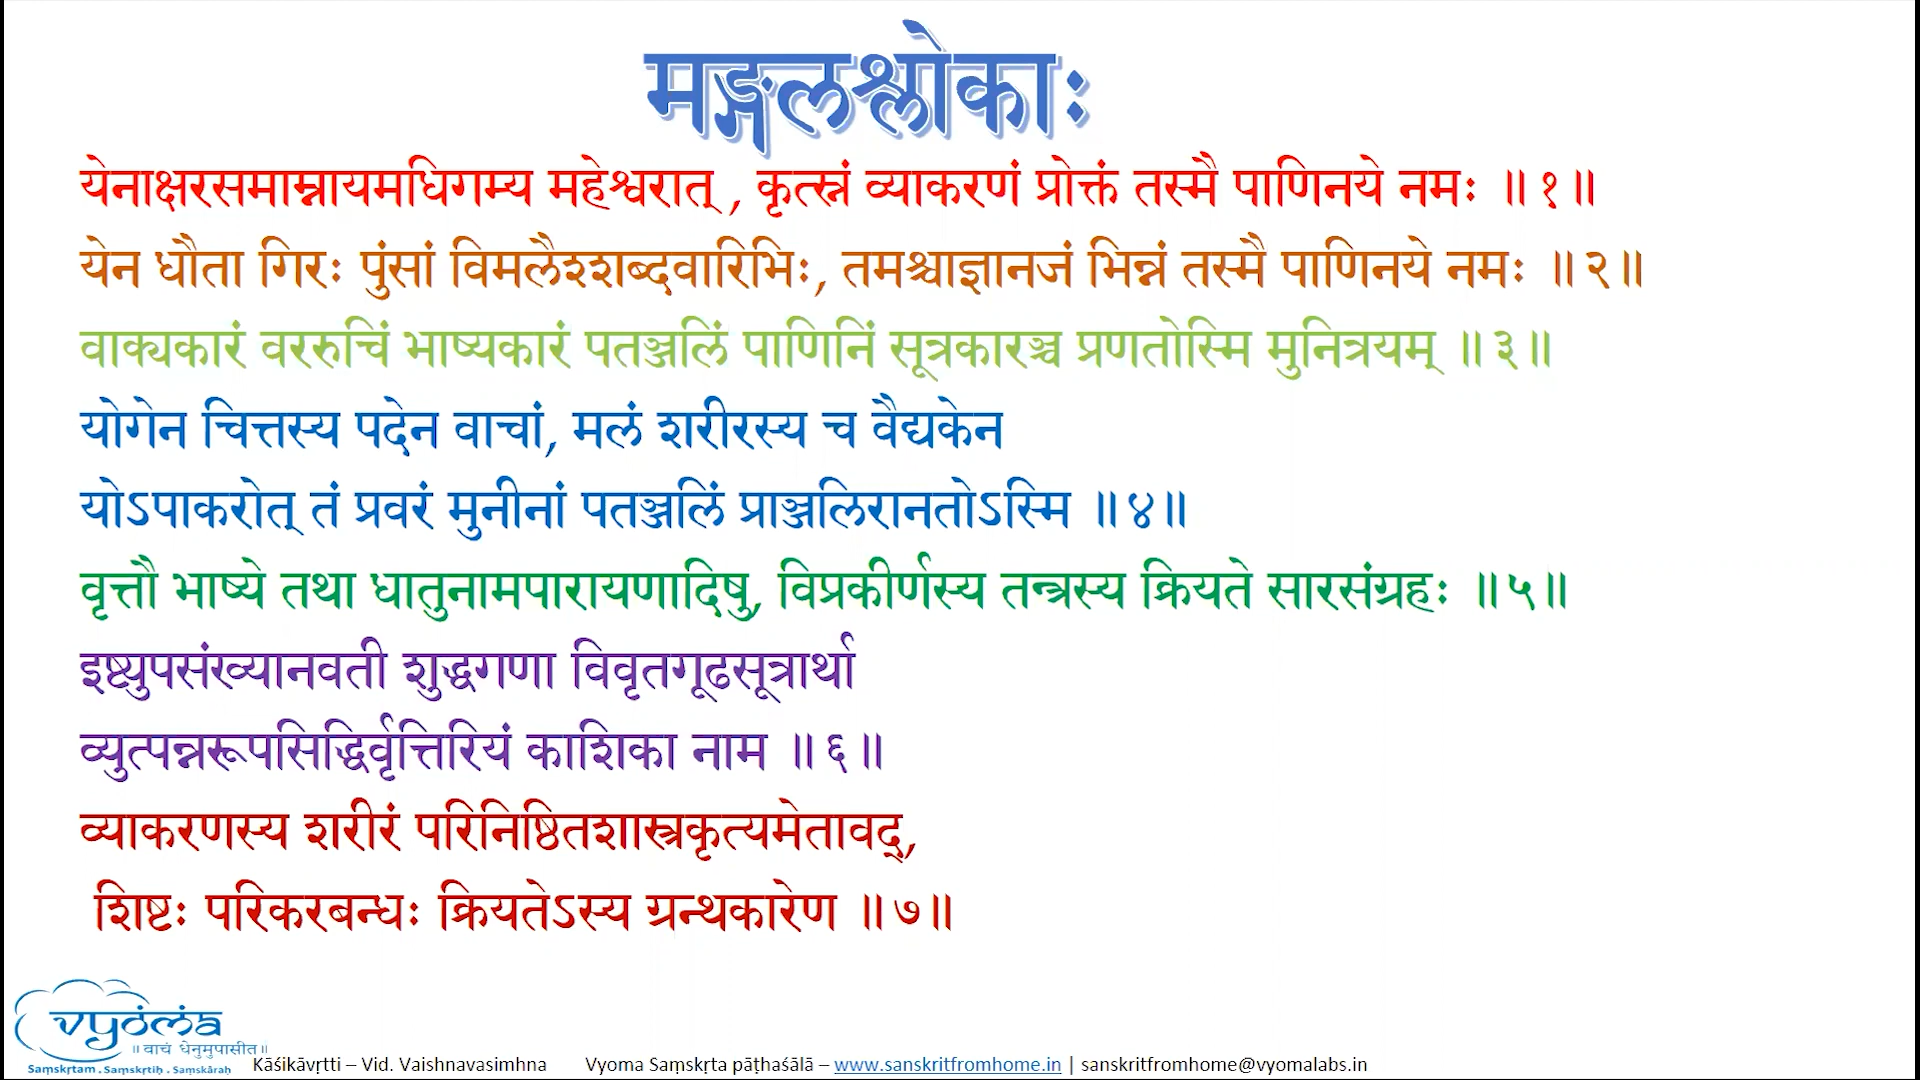 मङ्गलश्लोकाः
येनाक्षरसमाम्नायमधिगम्य महेश्वरात् , कृत्स्नं व्याकरणं प्रोक्तं तस्मै पाणिनये नमः ॥१॥
येन धौता गिरः पुंसां विमलैश्शब्दवारिभिः, तमश्चाज्ञानजं भिन्नं तस्मै पाणिनये नमः ॥२॥
वाक्यकारं वररुचिं भाष्यकारं पतञ्जलिं पाणिनिं सूत्रकारञ्च प्रणतोस्मि मुनित्रयम् ॥३॥
योगेन चित्तस्य पदेन वाचां, मलं शरीरस्य च वैद्यकेन
योऽपाकरोत् तं प्रवरं मुनीनां पतञ्जलिं प्राञ्जलिरानतोऽस्मि ॥४॥
वृत्तौ भाष्ये तथा धातुनामपारायणादिषु, विप्रकीर्णस्य तन्त्रस्य क्रियते सारसंग्रहः ॥५॥
इष्ट्युपसंख्यानवती शुद्धगणा विवृतगूढसूत्रार्था
व्युत्पन्नरूपसिद्धिर्वृत्तिरियं काशिका नाम ॥६॥
व्याकरणस्य शरीरं परिनिष्ठितशास्त्रकृत्यमेतावद्,
शिष्टः परिकरबन्धः क्रियतेऽस्य ग्रन्थकारेण ॥७॥
vyoma
॥वाचं धेनुमुपासीत॥
Saṃskṛtam . Saṃskṛtiḥ . Saṃskāraḥ
Kāśikāvṛtti – Vid. Vaishnavasimhna Vyoma Saṃskṛta pāṭhaśālā – www.sanskritfromhome.in | sanskritfromhome@vyomalabs.in